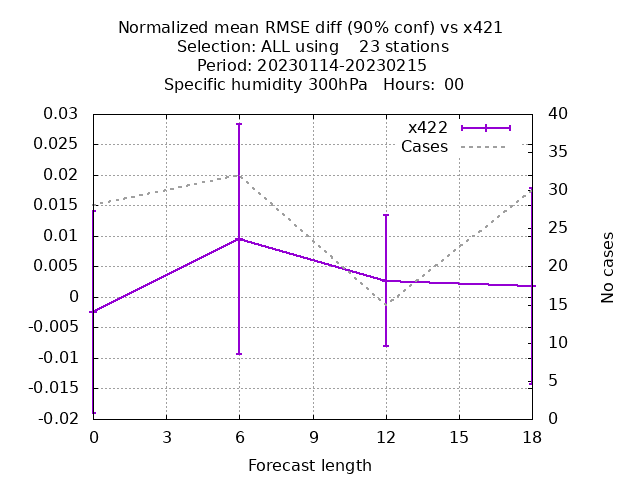 Normalized mean RMSE diff (90% conf) vs x421
Selection: ALL using    23 stations
Period: 20230114-20230215
Specific humidity 300hPa   Hours:  00
x422
Cases
0.03
0.025
0.02
0.015
0.01
0.005
0
-0.005
-0.01
-0.015
-0.02
40
35
30
25
20
15
10
5
0
No cases
0 3 6 9 12 15 18
Forecast length